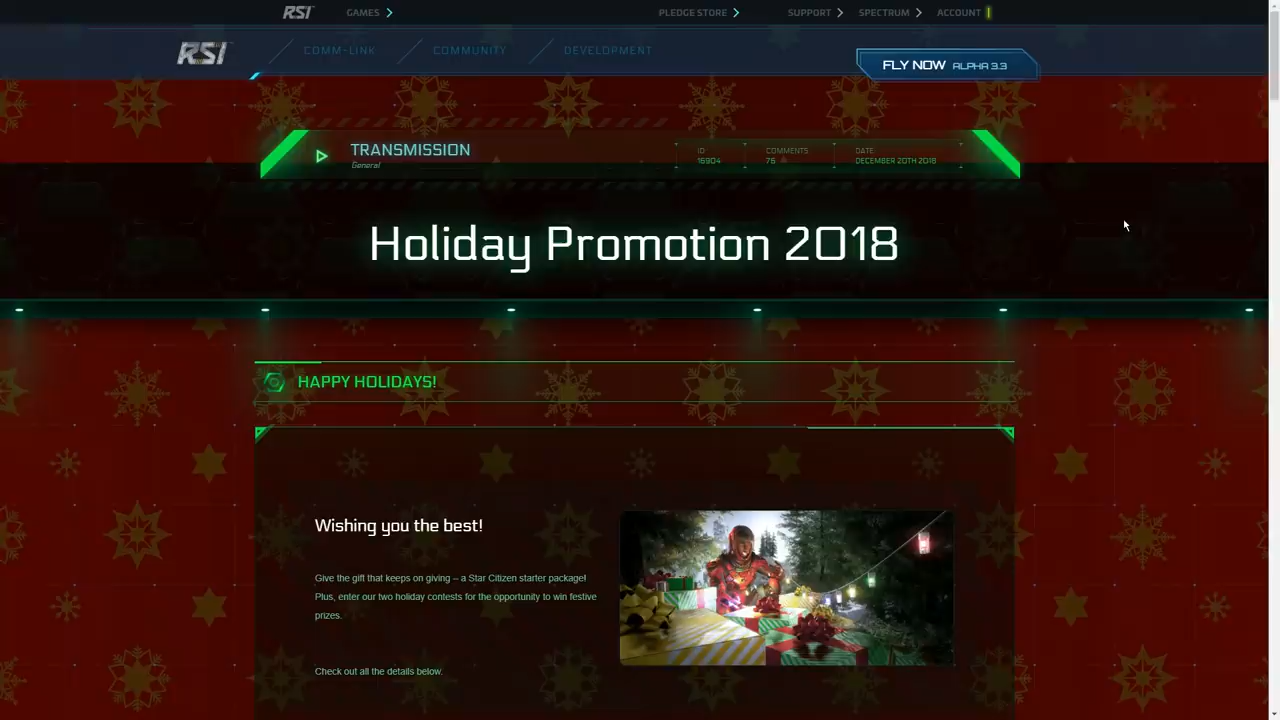 RSI GAMES PLEDGE STORE SUPPORT SPECTRUM ACCOUNT
RSI COMM-LINK COMMUNITY DEVELOPMENT FLY NOW ALPHA 3.3
TRANSMISSION
General
ID COMMENTS DATE
16904 76 DECEMBER 20TH 2018
Holiday Promotion 2018
HAPPY HOLIDAYS!
Wishing you the best!
Give the gift that keeps on giving – a Star Citizen starter package!
Plus, enter our two holiday contests for the opportunity to win festive
prizes.
Check out all the details below.